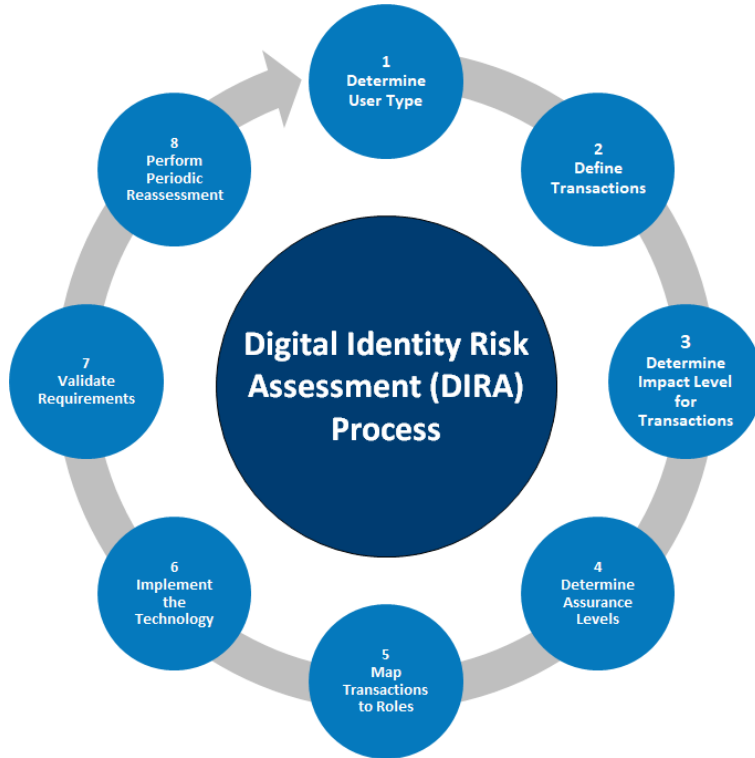 1
Determine
User Type
2
Define
Transactions
3
Determine
Impact Level
for
Transactions
4
Determine
Assurance
Levels
5
Map
Transactions
to Roles
6
Implement
the
Technology
7
Validate
Requirements
8
Perform
Periodic
Reassessment
Digital Identity Risk
Assessment (DIRA)
Process